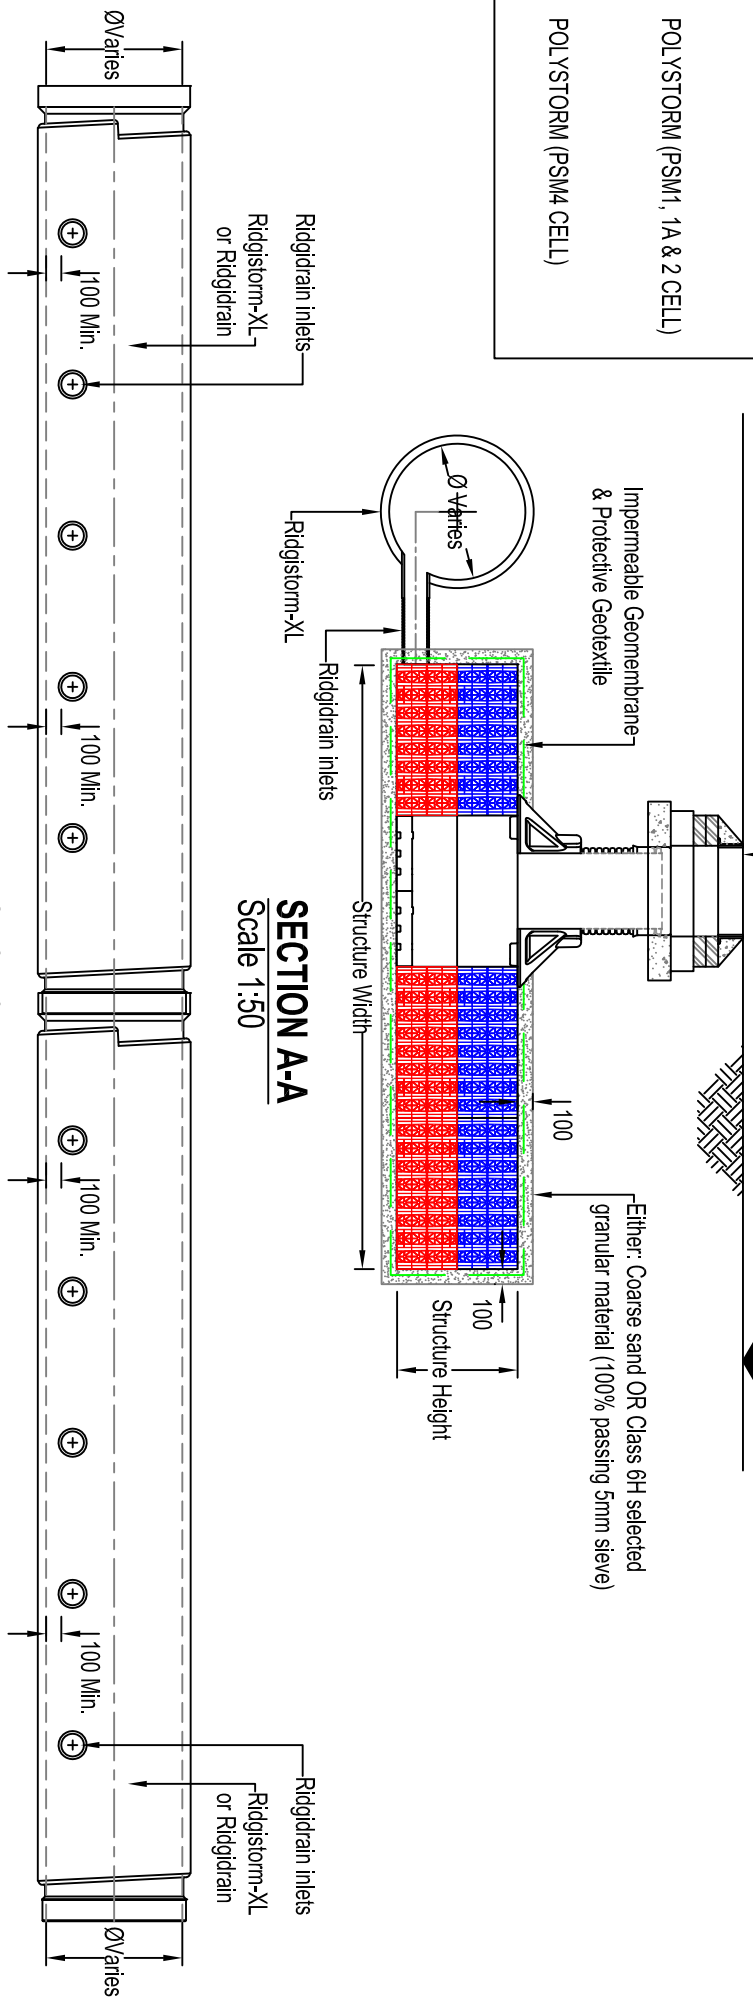 POLYSTORM (PSM1, 1A & 2 CELL)
POLYSTORM (PSM4 CELL)
Impermeable Geomembrane
& Protective Geotextile
Either: Coarse sand OR Class 6H selected
granular material (100% passing 5mm sieve)
100
100
Structure Height
Structure Width
Ø Varies
Ridgistorm-XL
Ridgidrain inlets
SECTION A-A
Scale 1:50
Ridgidrain inlets
Ridgistorm-XL
or Ridgidrain
Ridgidrain inlets
Ridgistorm-XL
or Ridgidrain
ØVaries
100 Min.
100 Min.
100 Min.
100 Min.
ØVaries